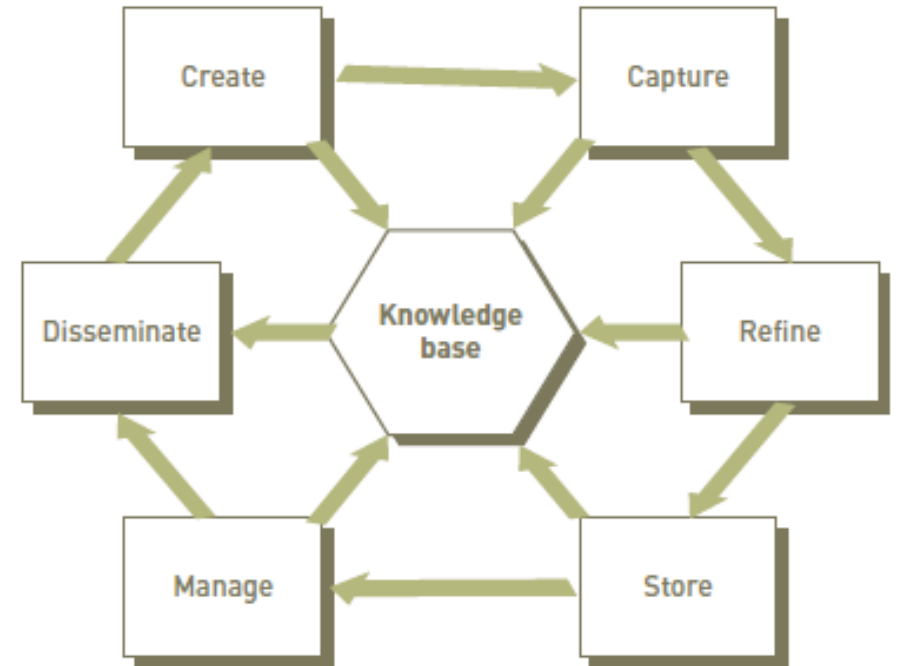 Create
Capture
Disseminate
Knowledge
base
Refine
Manage
Store